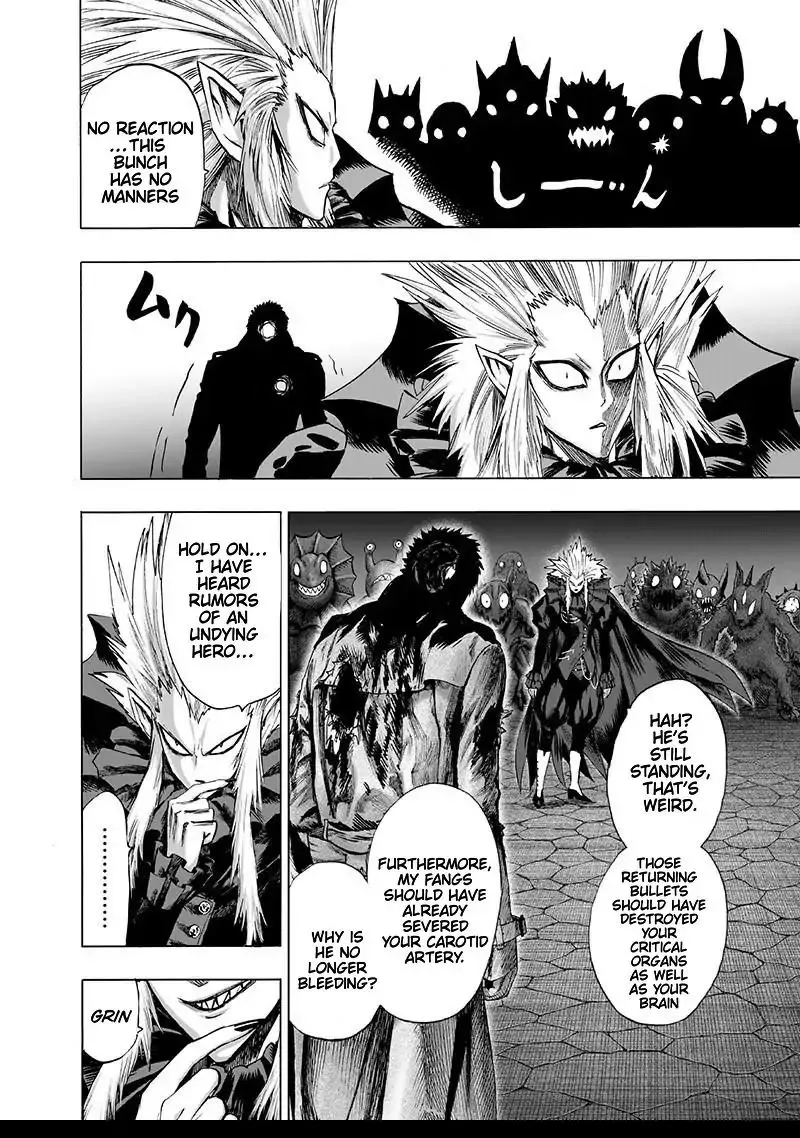 しーーん
NO REACTION
...THIS
BUNCH
HAS NO
MANNERS
ムク
HAH?
HE'S
STILL
STANDING,
THAT'S
WEIRD.
THOSE
RETURNING
BULLETS
SHOULD HAVE
DESTROYED
YOUR
CRITICAL
ORGANS
AS WELL
AS YOUR
BRAIN
FURTHERMORE,
MY FANGS
SHOULD HAVE
ALREADY
SEVERED
YOUR CAROTID
ARTERY.
WHY IS
HE NO
LONGER
BLEEDING?
HOLD ON...
I HAVE
HEARD
RUMORS
OF AN
UNDYING
HERO...
..........
GRIN